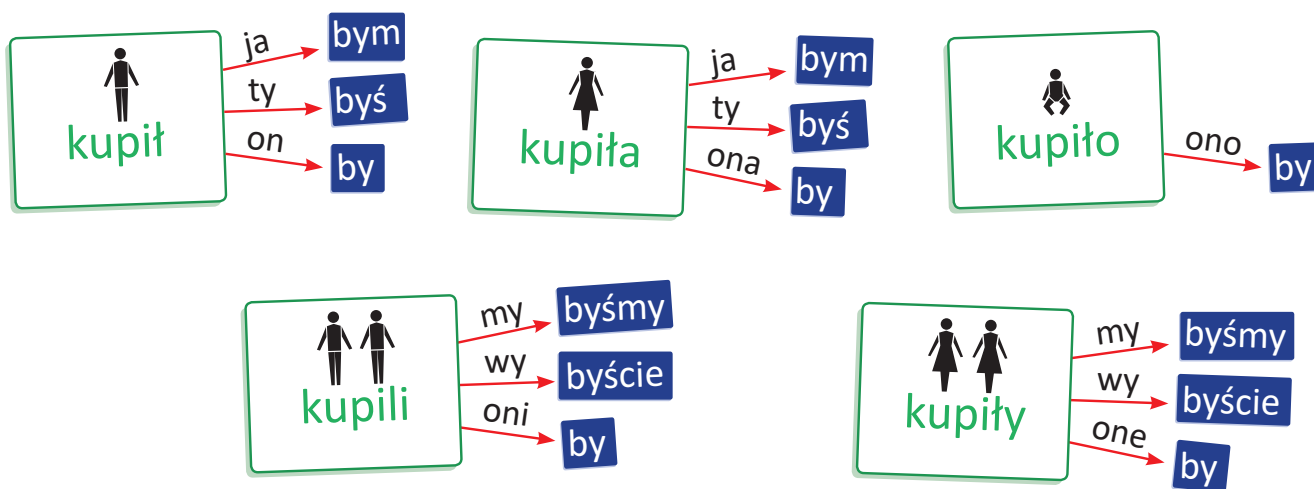 ja bym
ty byś
on by
kupił
ja bym
ty byś
ona by
kupiła
ono by
kupiło
my byśmy
wy byście
oni by
kupili
my byśmy
wy byście
one by
kupiły